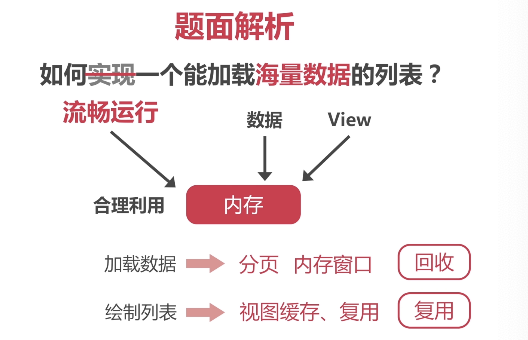 题面解析
如何实现一个能加载海量数据的列表？
流畅运行
数据 View
合理利用 内存
加载数据 分页 内存窗口 回收
绘制列表 视图缓存、复用 复用